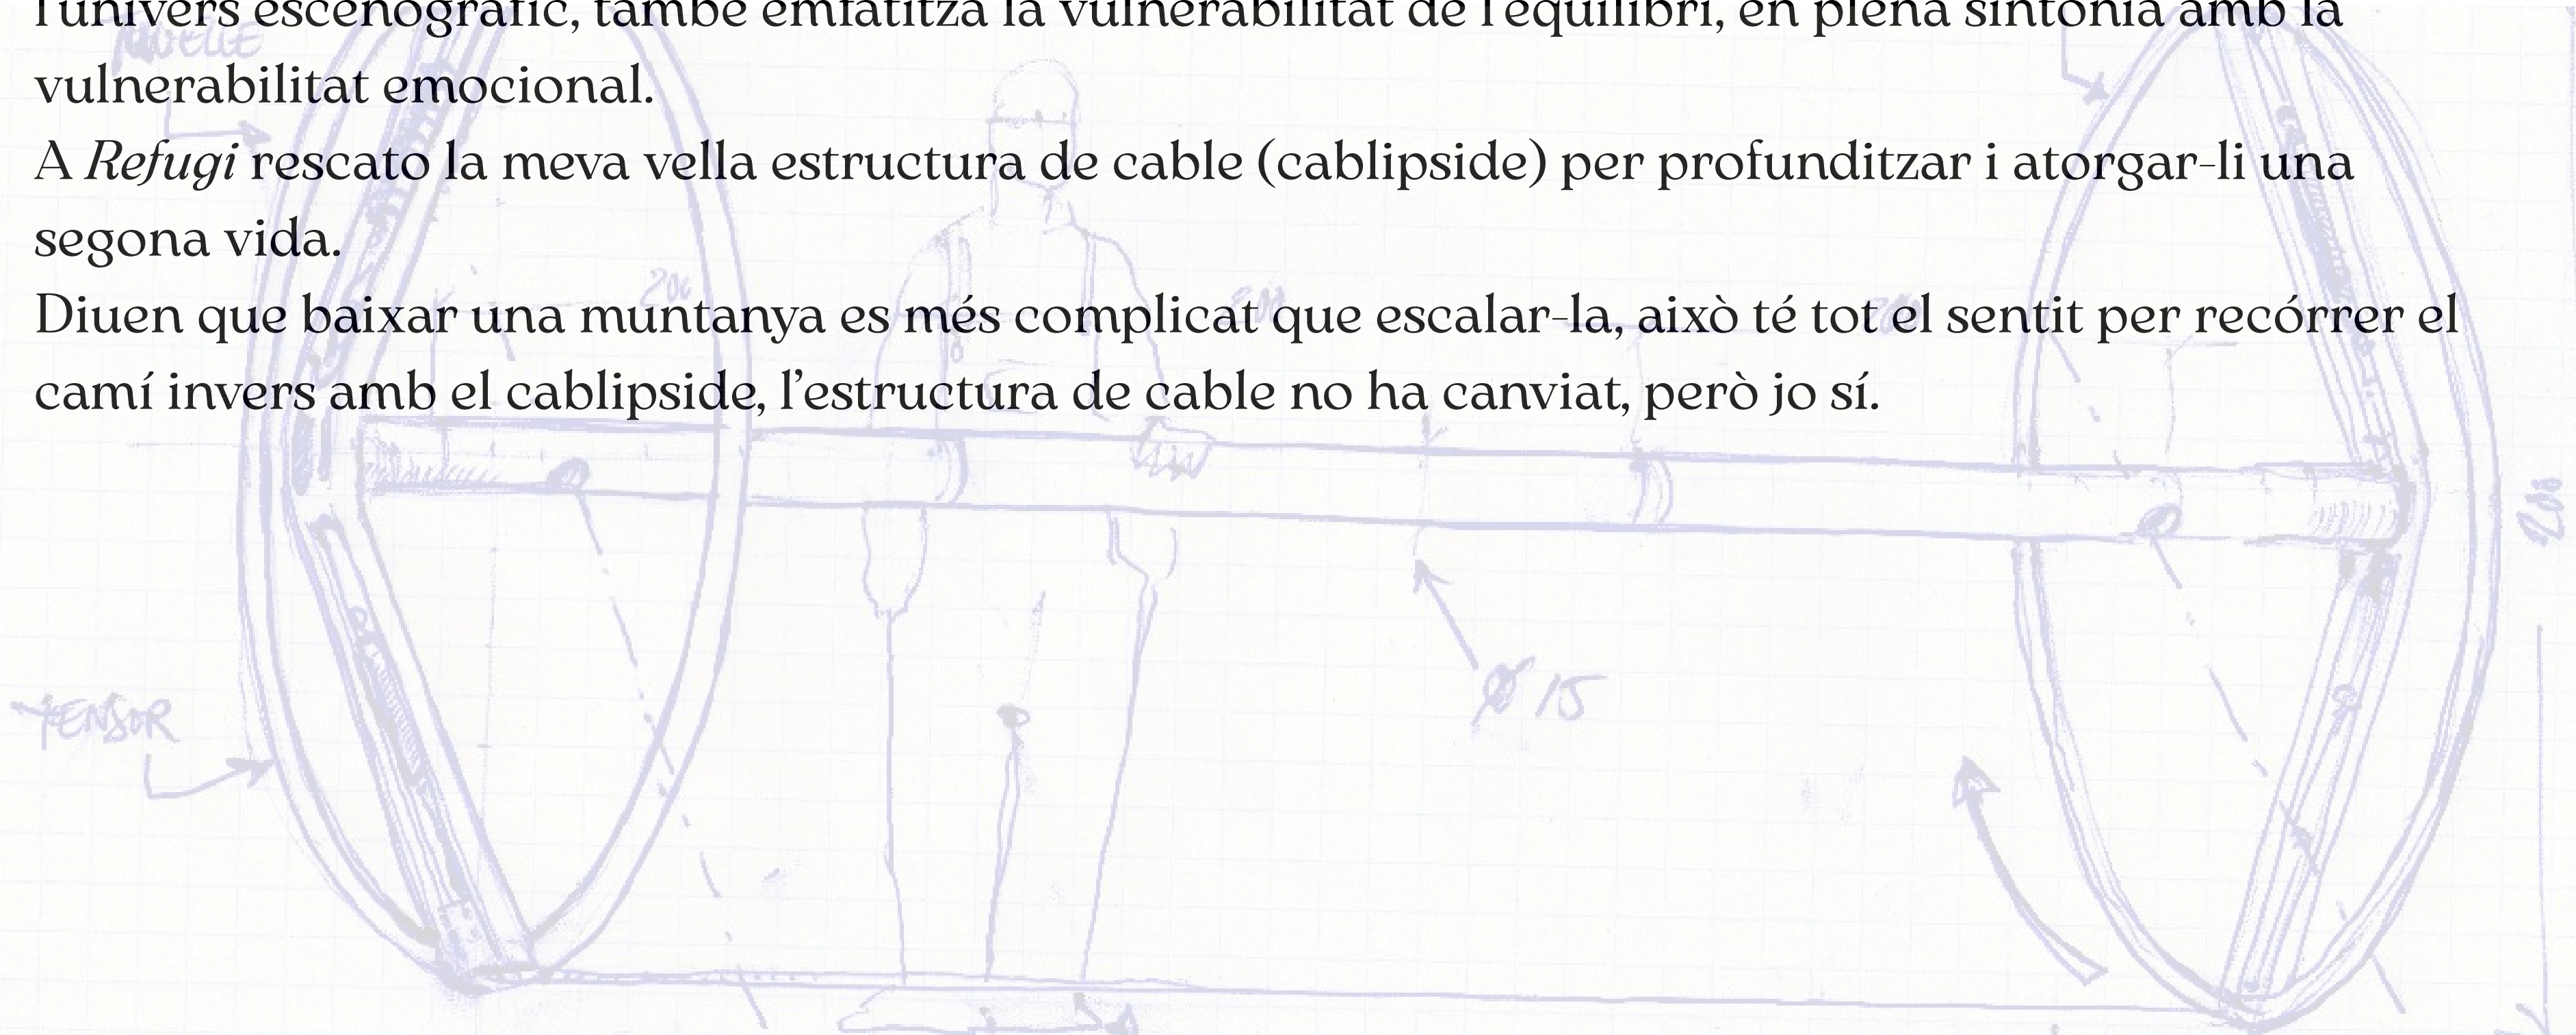 l'univers escenogràfic, també emfatitza la vulnerabilitat de l'equilibri, en plena sintonia amb la
vulnerabilitat emocional.
A Refugi rescato la meva vella estructura de cable (cablipside) per profunditzar i atorgar-li una
segona vida.
Diuen que baixar una muntanya es més complicat que escalar-la, això té tot el sentit per recórrer el
camí invers amb el cablipside, l’estructura de cable no ha canviat, però jo sí.
200
TENSOR
Ø 15